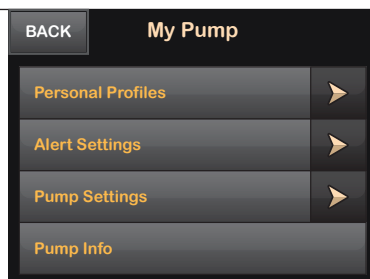 BACK My Pump
Personal Profiles
Alert Settings
Pump Settings
Pump Info